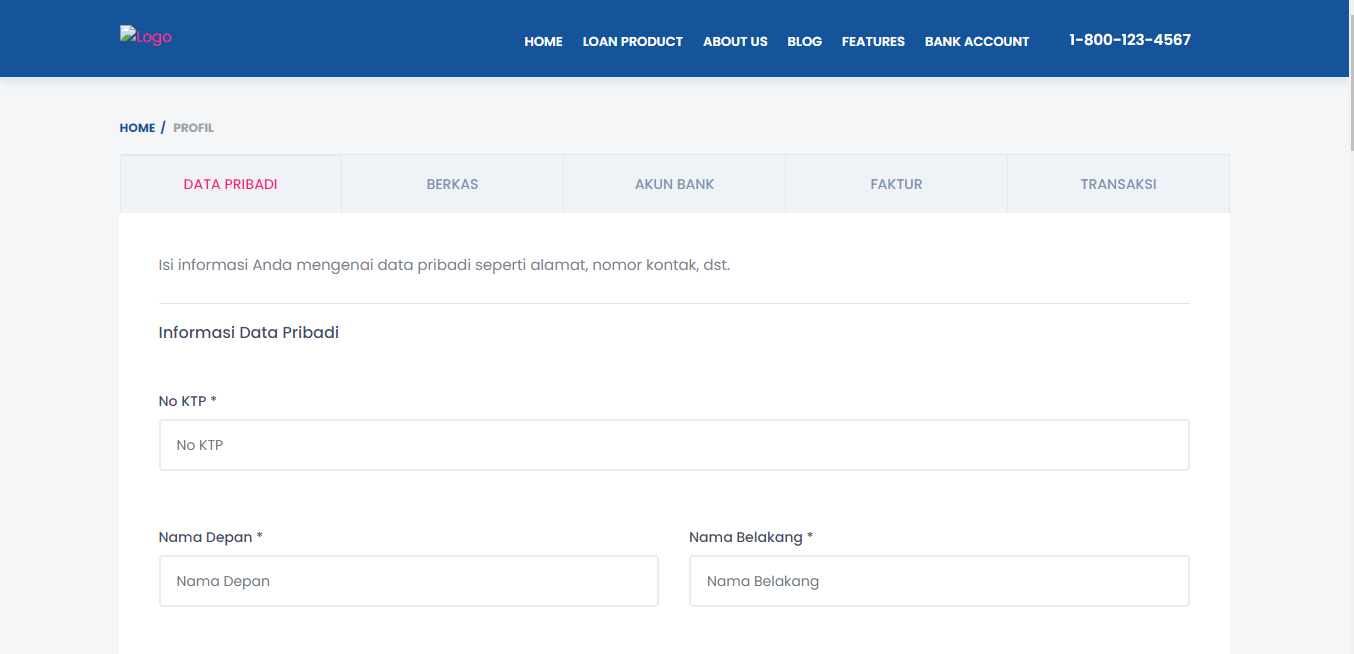 Logo
HOME LOAN PRODUCT ABOUT US BLOG FEATURES BANK ACCOUNT 1-800-123-4567
HOME / PROFIL
DATA PRIBADI BERKAS AKUN BANK FAKTUR TRANSAKSI
Isi informasi Anda mengenai data pribadi seperti alamat, nomor kontak, dst.
Informasi Data Pribadi
No KTP *
No KTP
Nama Depan * Nama Belakang *
Nama Depan Nama Belakang